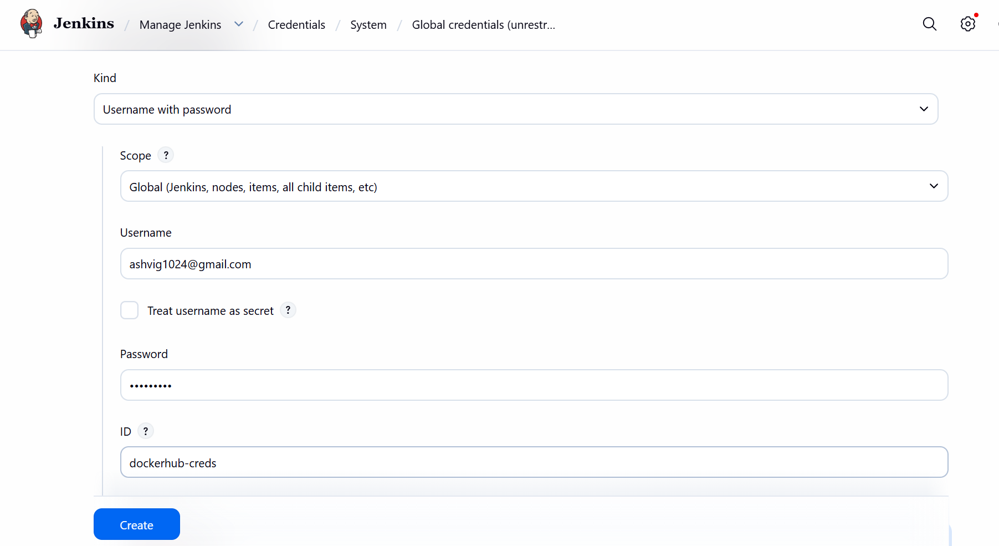 Jenkins / Manage Jenkins / Credentials / System / Global credentials (unrestr...
Kind
Username with password
Scope ?
Global (Jenkins, nodes, items, all child items, etc)
Username
ashvig1024@gmail.com
Treat username as secret ?
Password
•••••••••
ID ?
dockerhub-creds
Create